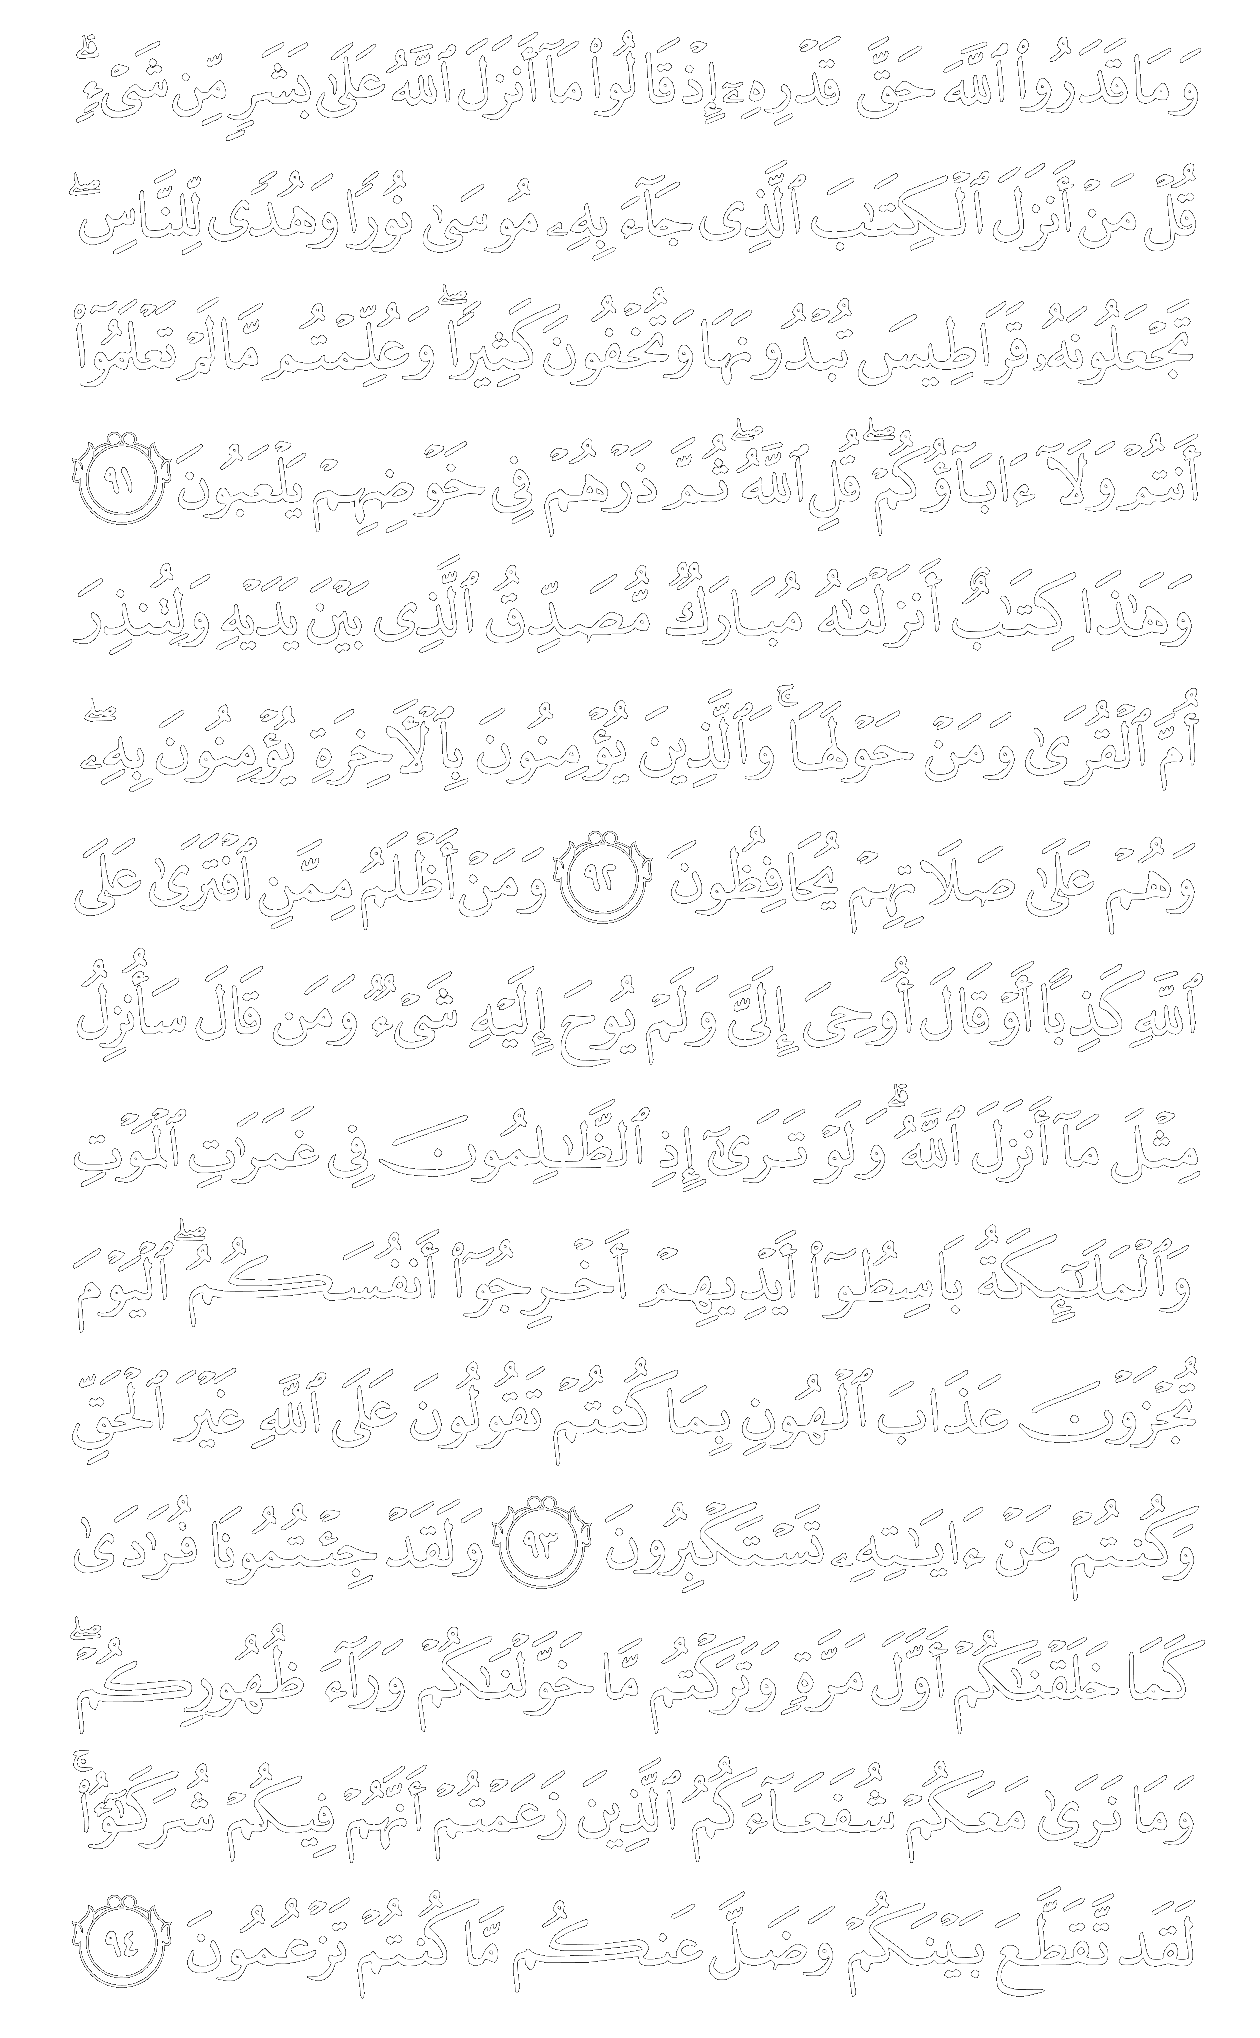 وَمَا قَدَرُوا۟ ٱللَّهَ حَقَّ قَدْرِهِۦٓ إِذْ قَالُوا۟ مَآ أَنزَلَ ٱللَّهُ عَلَىٰ بَشَرٍ مِّن شَىْءٍ ۗ
قُلْ مَنْ أَنزَلَ ٱلْكِتَـٰبَ ٱلَّذِى جَآءَ بِهِۦ مُوسَىٰ نُورًا وَهُدًى لِّلنَّاسِ ۖ
تَجْعَلُونَهُۥ قَرَاطِيسَ تُبْدُونَهَا وَتُخْفُونَ كَثِيرًا ۖ وَعُلِّمْتُم مَّا لَمْ تَعْلَمُوٓا۟
أَنتُمْ وَلَآ ءَابَآؤُكُمْ ۖ قُلِ ٱللَّهُ ۖ ثُمَّ ذَرْهُمْ فِى خَوْضِهِمْ يَلْعَبُونَ ٩١
وَهَـٰذَا كِتَـٰبٌ أَنزَلْنَـٰهُ مُبَارَكٌ مُّصَدِّقُ ٱلَّذِى بَيْنَ يَدَيْهِ وَلِتُنذِرَ
أُمَّ ٱلْقُرَىٰ وَمَنْ حَوْلَهَا ۚ وَٱلَّذِينَ يُؤْمِنُونَ بِٱلْـَٔاخِرَةِ يُؤْمِنُونَ بِهِۦ ۖ
وَهُمْ عَلَىٰ صَلَاتِهِمْ يُحَافِظُونَ ٩٢ وَمَنْ أَظْلَمُ مِمَّنِ ٱفْتَرَىٰ عَلَى
ٱللَّهِ كَذِبًا أَوْ قَالَ أُوحِىَ إِلَىَّ وَلَمْ يُوحَ إِلَيْهِ شَىْءٌ وَمَن قَالَ سَأُنزِلُ
مِثْلَ مَآ أَنزَلَ ٱللَّهُ ۗ وَلَوْ تَرَىٰٓ إِذِ ٱلظَّـٰلِمُونَ فِى غَمَرَٰتِ ٱلْمَوْتِ
وَٱلْمَلَـٰٓئِكَةُ بَاسِطُوٓا۟ أَيْدِيهِمْ أَخْرِجُوٓا۟ أَنفُسَكُمُ ۖ ٱلْيَوْمَ
تُجْزَوْنَ عَذَابَ ٱلْهُونِ بِمَا كُنتُمْ تَقُولُونَ عَلَى ٱللَّهِ غَيْرَ ٱلْحَقِّ
وَكُنتُمْ عَنْ ءَايَـٰتِهِۦ تَسْتَكْبِرُونَ ٩٣ وَلَقَدْ جِئْتُمُونَا فُرَٰدَىٰ
كَمَا خَلَقْنَـٰكُمْ أَوَّلَ مَرَّةٍ وَتَرَكْتُم مَّا خَوَّلْنَـٰكُمْ وَرَآءَ ظُهُورِكُمْ ۖ
وَمَا نَرَىٰ مَعَكُمْ شُفَعَآءَكُمُ ٱلَّذِينَ زَعَمْتُمْ أَنَّهُمْ فِيكُمْ شُرَكَـٰٓؤُا۟ ۚ
لَقَد تَّقَطَّعَ بَيْنَكُمْ وَضَلَّ عَنكُم مَّا كُنتُمْ تَزْعُمُونَ ٩٤